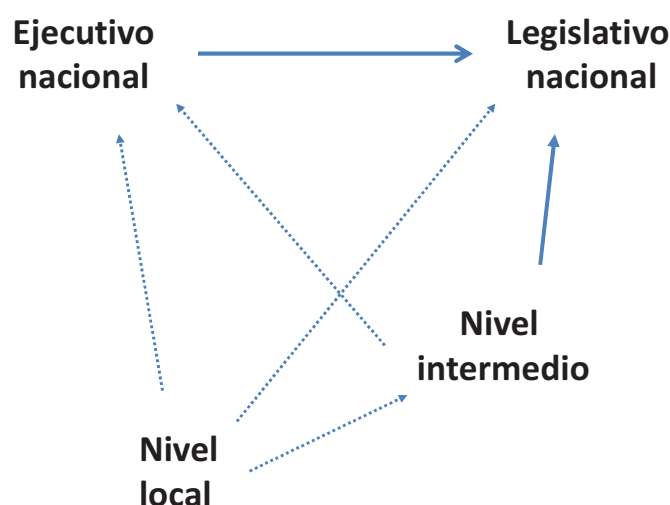 Ejecutivo
nacional
Legislativo
nacional
Nivel
intermedio
Nivel
local